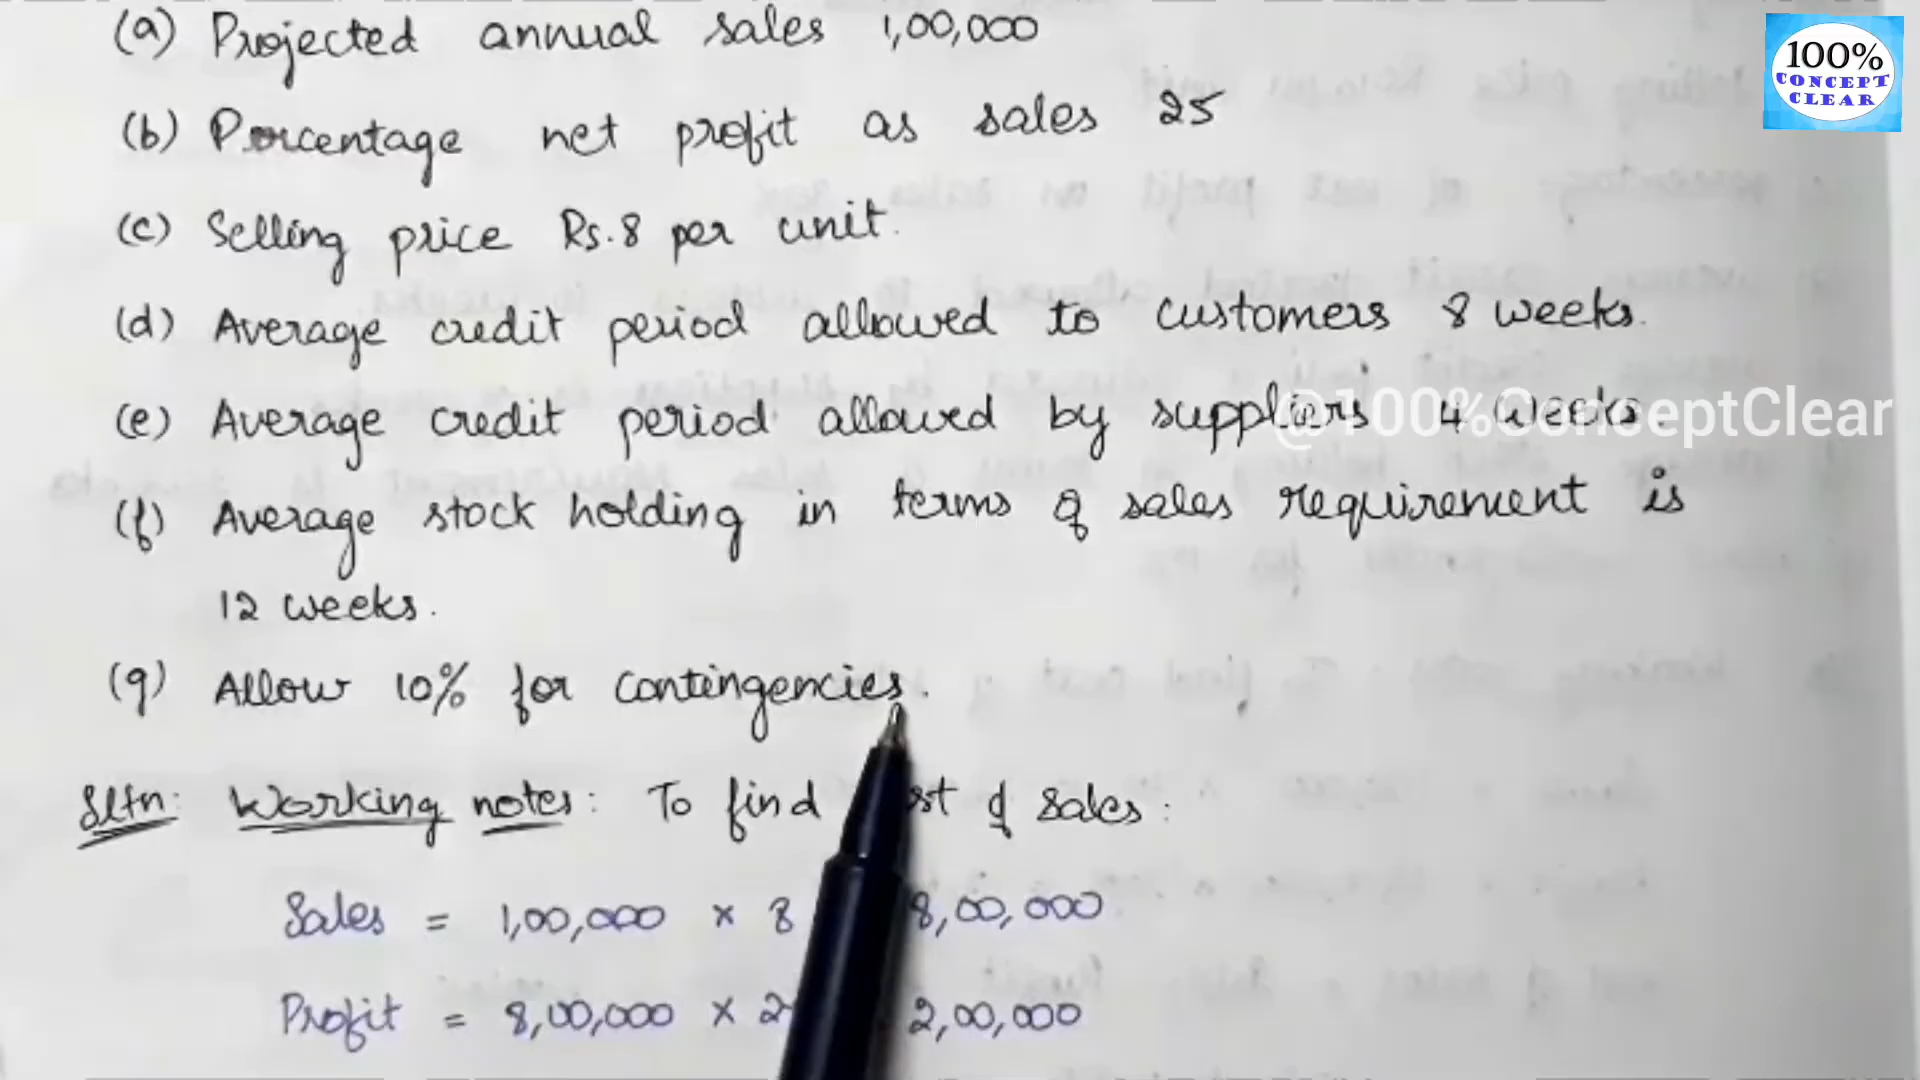 (a) Projected annual sales 1,00,000
100%
CONCEPT
CLEAR
(b) Percentage net profit as sales 25
(c) Selling price Rs.8 per unit.
(d) Average credit period allowed to customers 8 weeks.
(e) Average credit period allowed by suppliers 4 weeks.
@100%ConceptClear
(f) Average stock holding in terms of sales requirement is
12 weeks.
(g) Allow 10% for contingencies.
Sltn: Working notes: To find of sales:
Sales = 1,00,000 × 8 8,00,000
Profit = 8,00,000 × 2,00,000